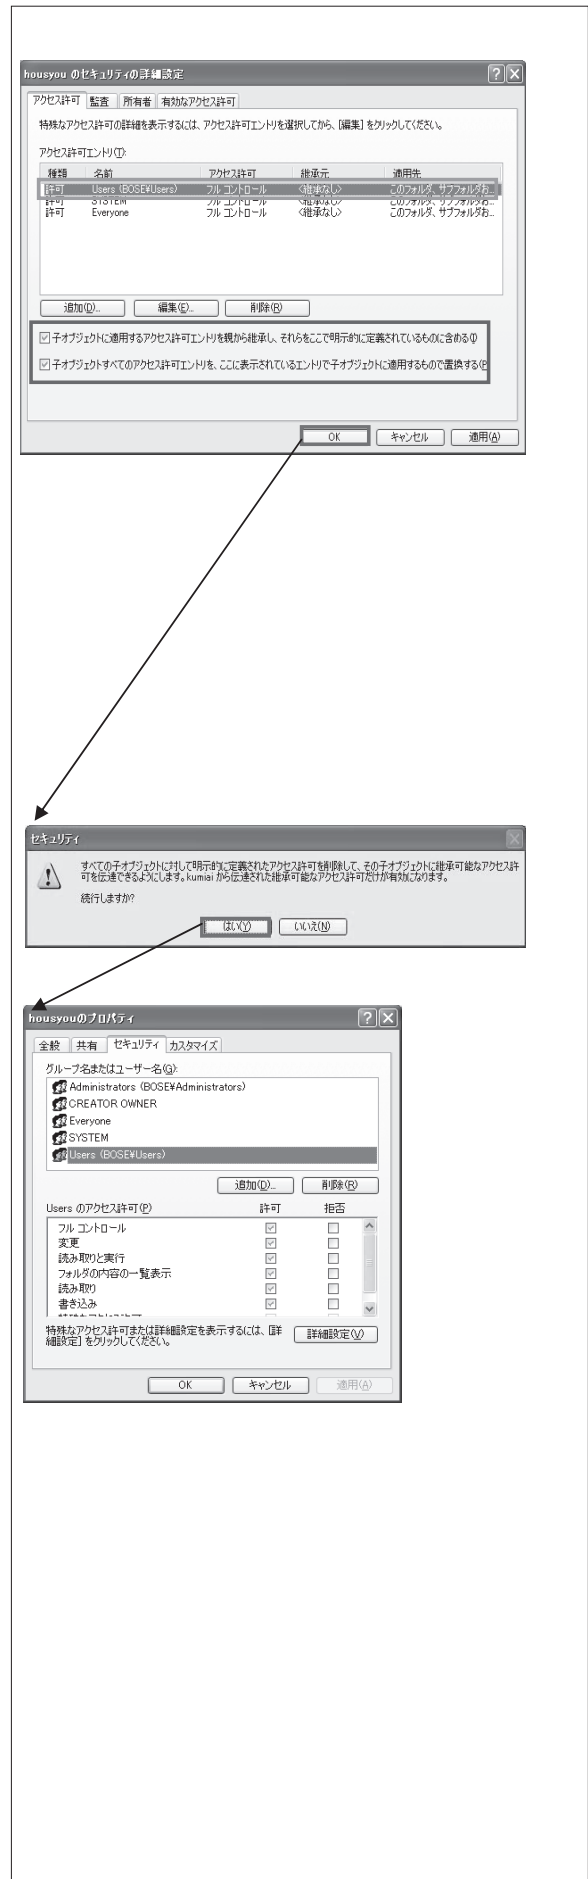 housyou のセキュリティの詳細設定
アクセス許可 監査 所有者 有効なアクセス許可
特殊なアクセス許可の詳細を表示するには、アクセス許可エントリを選択してから、[編集] をクリックしてください。
アクセス許可エントリ(T):
種類 名前 アクセス許可 継承元 適用先
許可 Users (BOSE¥Users) フル コントロール <継承なし> このフォルダ、サブフォルダお...
許可 SYSTEM フル コントロール <継承なし> このフォルダ、サブフォルダお...
許可 Everyone フル コントロール <継承なし> このフォルダ、サブフォルダお...
追加(D)... 編集(E)... 削除(R)
子オブジェクトに適用するアクセス許可エントリを親から継承し、それらをここで明示的に定義されているものに含める(I)
子オブジェクトすべてのアクセス許可エントリを、ここに表示されているエントリで子オブジェクトに適用するもので置換する(P
OK キャンセル 適用(A)
セキュリティ
すべての子オブジェクトに対して明示的に定義されたアクセス許可を削除して、その子オブジェクトに継承可能なアクセス許
可を伝達できるようにします。kumiai から伝達された継承可能なアクセス許可だけが有効になります。
続行しますか?
はい(Y) いいえ(N)
housyouのプロパティ
全般 共有 セキュリティ カスタマイズ
グループ名またはユーザー名(G):
Administrators (BOSE¥Administrators)
CREATOR OWNER
Everyone
SYSTEM
Users (BOSE¥Users)
追加(D)... 削除(R)
Users のアクセス許可(P) 許可 拒否
フル コントロール
変更
読み取りと実行
フォルダの内容の一覧表示
読み取り
書き込み
特殊なアクセス許可または詳細設定を表示するには、[詳
細設定] をクリックしてください。 詳細設定(V)
OK キャンセル 適用(A)